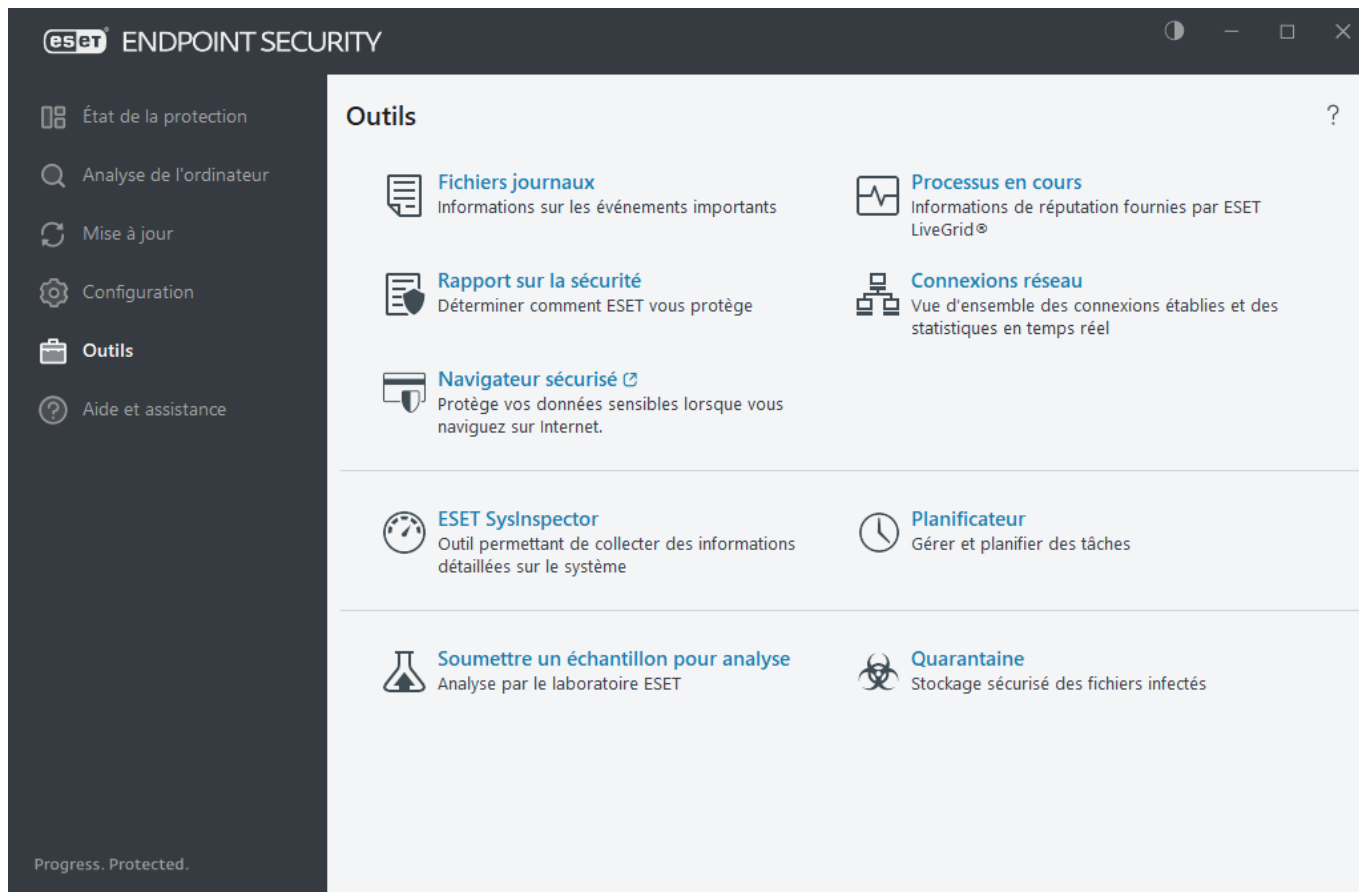 eset ENDPOINT SECURITY
État de la protection
Analyse de l'ordinateur
Mise à jour
Configuration
Outils
Aide et assistance
Progress. Protected.
Outils
?
Fichiers journaux
Informations sur les événements importants
Processus en cours
Informations de réputation fournies par ESET
LiveGrid®
Rapport sur la sécurité
Déterminer comment ESET vous protège
Connexions réseau
Vue d'ensemble des connexions établies et des
statistiques en temps réel
Navigateur sécurisé
Protège vos données sensibles lorsque vous
naviguez sur Internet.
ESET SysInspector
Outil permettant de collecter des informations
détaillées sur le système
Planificateur
Gérer et planifier des tâches
Soumettre un échantillon pour analyse
Analyse par le laboratoire ESET
Quarantaine
Stockage sécurisé des fichiers infectés